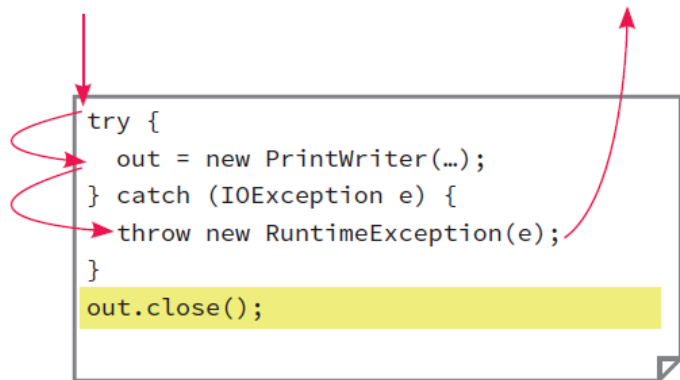 try {
  out = new PrintWriter(…);
} catch (IOException e) {
  throw new RuntimeException(e);
}
out.close();